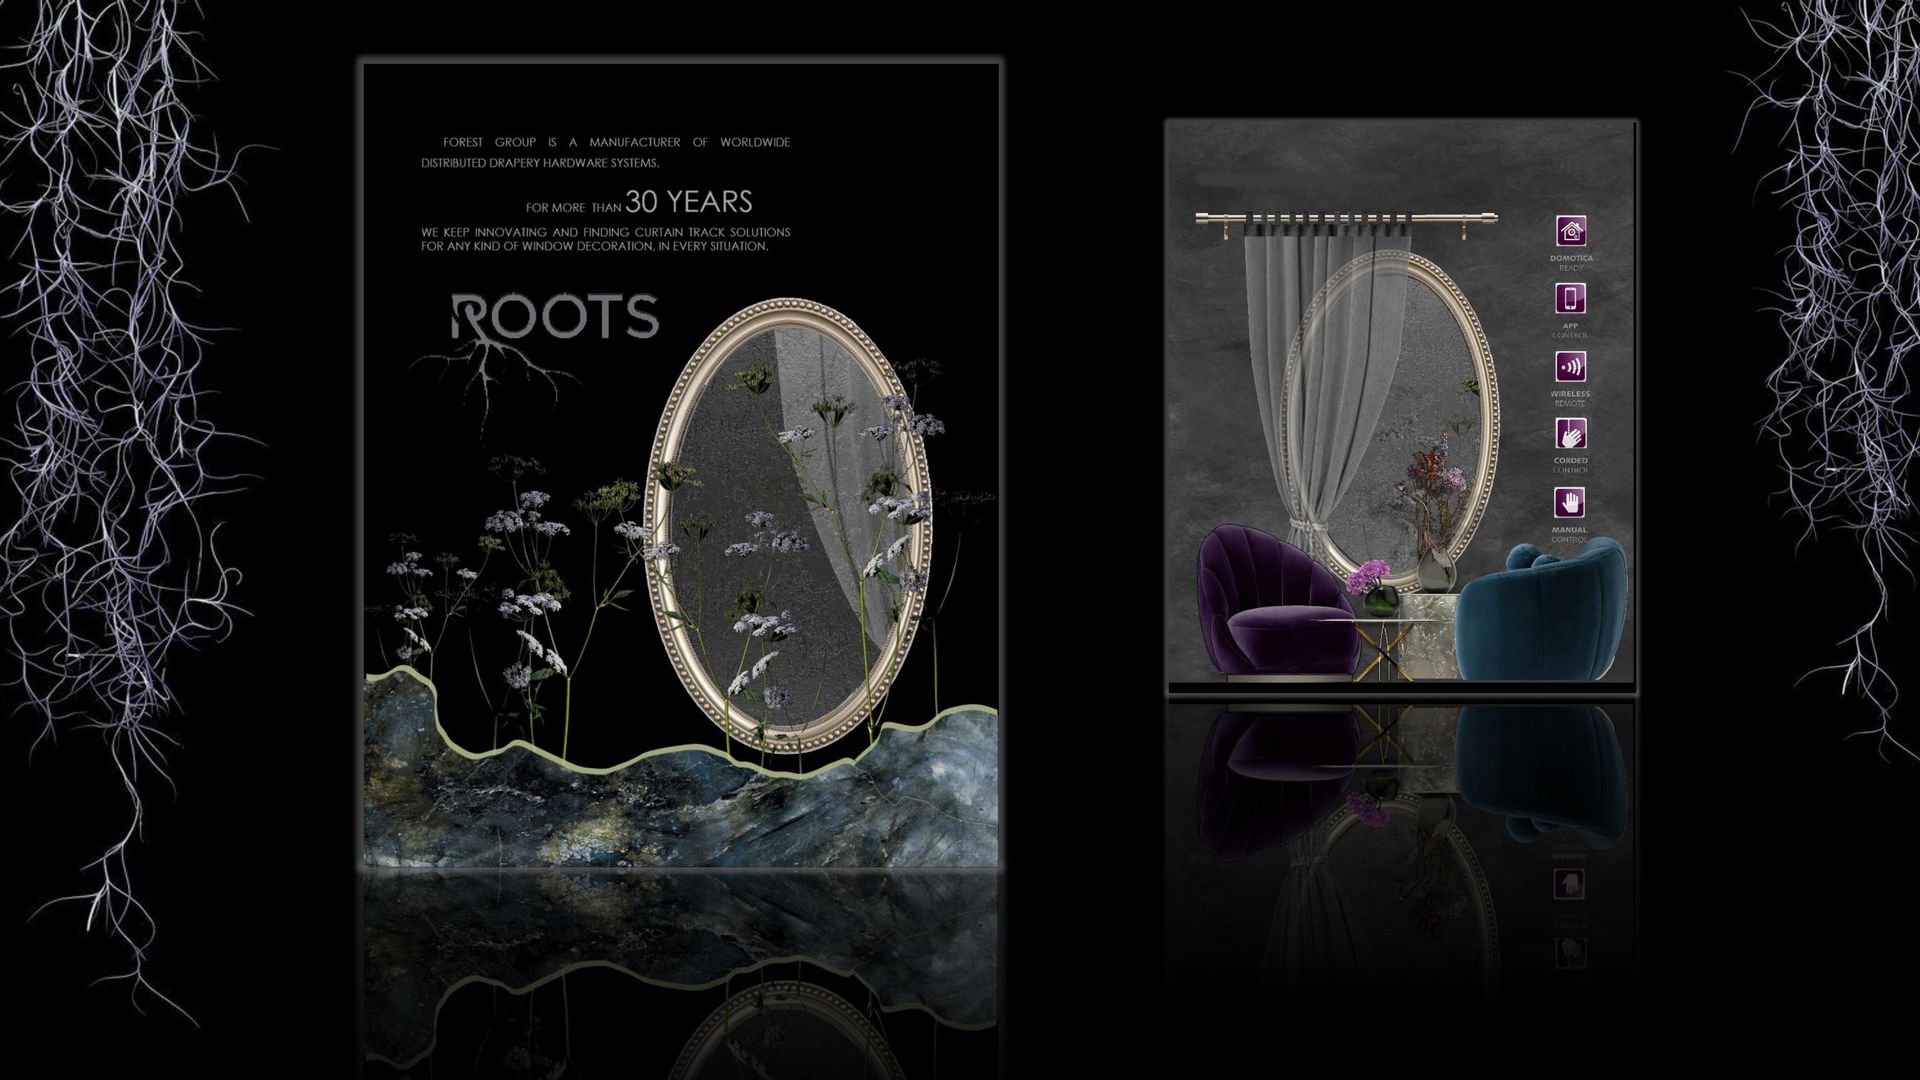 FOREST GROUP IS A MANUFACTURER OF WORLDWIDE
DISTRIBUTED DRAPERY HARDWARE SYSTEMS.
FOR MORE THAN 30 YEARS
WE KEEP INNOVATING AND FINDING CURTAIN TRACK SOLUTIONS
FOR ANY KIND OF WINDOW DECORATION, IN EVERY SITUATION.
ROOTS
DOMOTICA
READY
APP
CONTROL
WIRELESS
REMOTE
CORDED
CONTROL
MANUAL
CONTROL